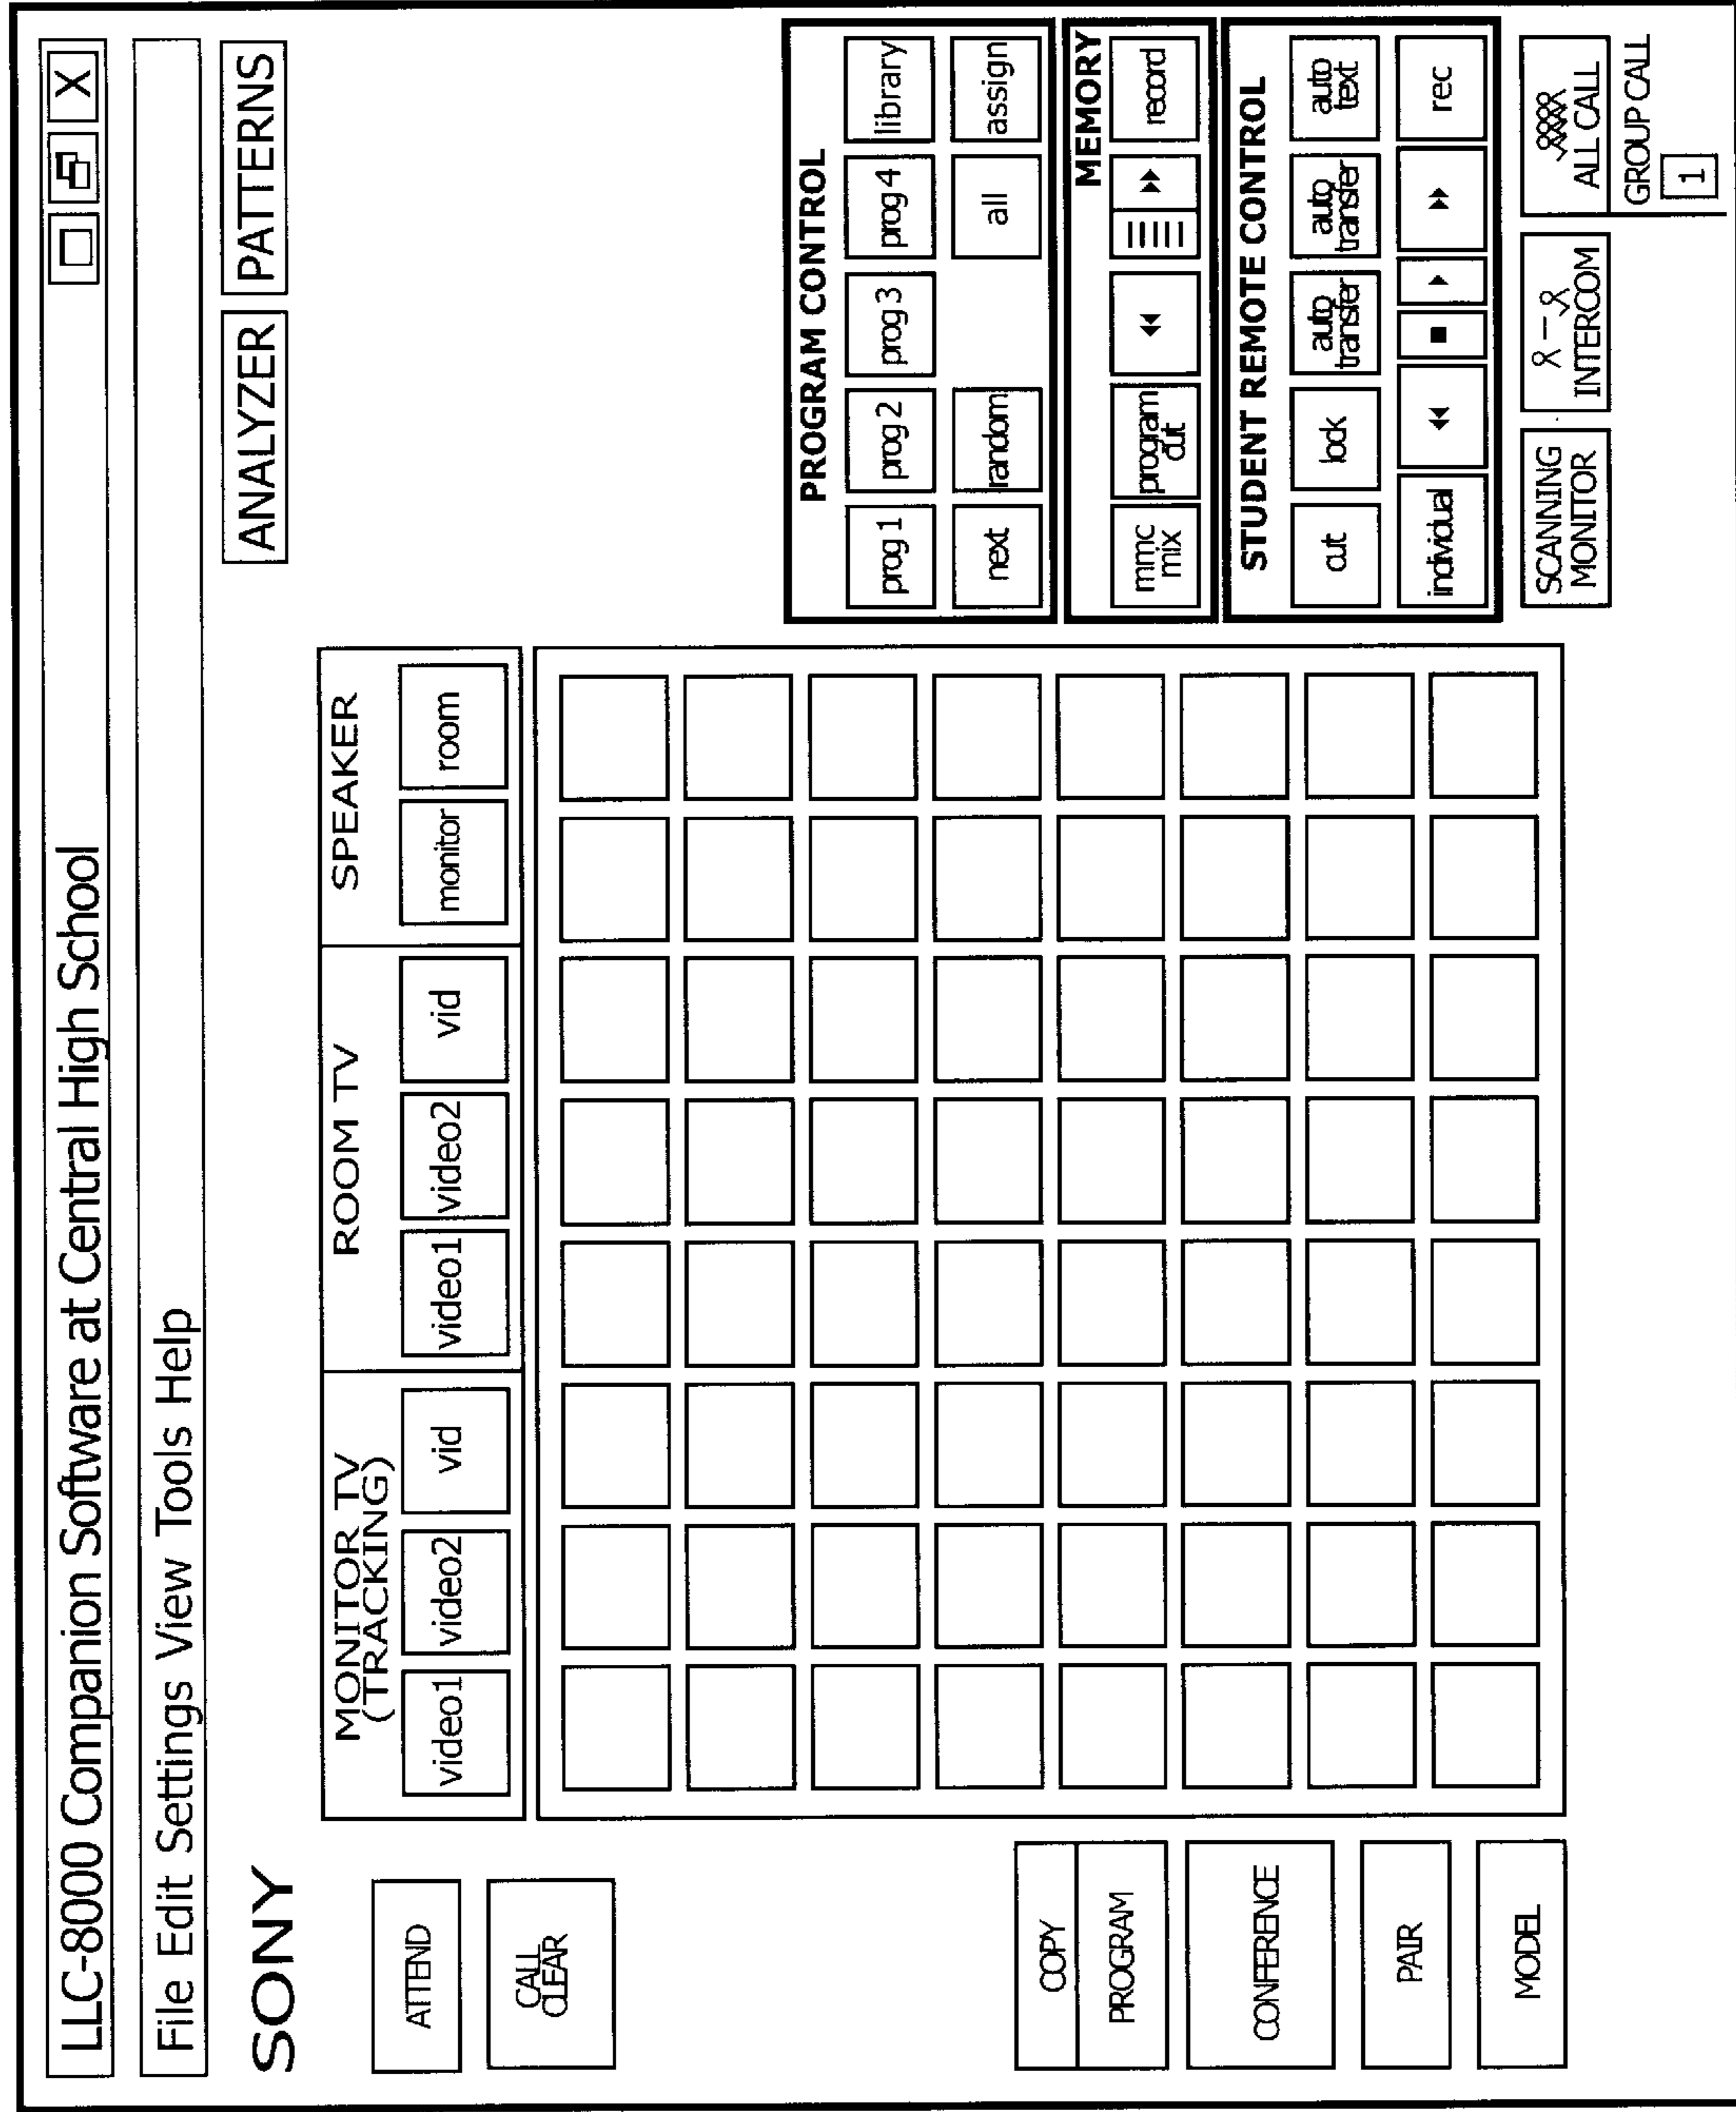 LLC-8000 Companion Software at Central High School X
File Edit Settings View Tools Help
SONY
ANALYZER
PATTERNS
ATTEND
CALL
CLEAR
COPY
PROGRAM
CONFERENCE
PAIR
MODEL
MONITOR TV
(TRACKING)
video1 video2 vid
ROOM TV
video1 video2 vid
SPEAKER
monitor room
PROGRAM CONTROL
prog 1 prog 2 prog 3 prog 4 library
next random all assign
MEMORY
mmc
mix
program
out
record
STUDENT REMOTE CONTROL
cut
lock
auto
transfer
auto
transfer
auto
text
individual rec
SCANNING
MONITOR
INTERCOM
ALL CALL
GROUP CALL
1